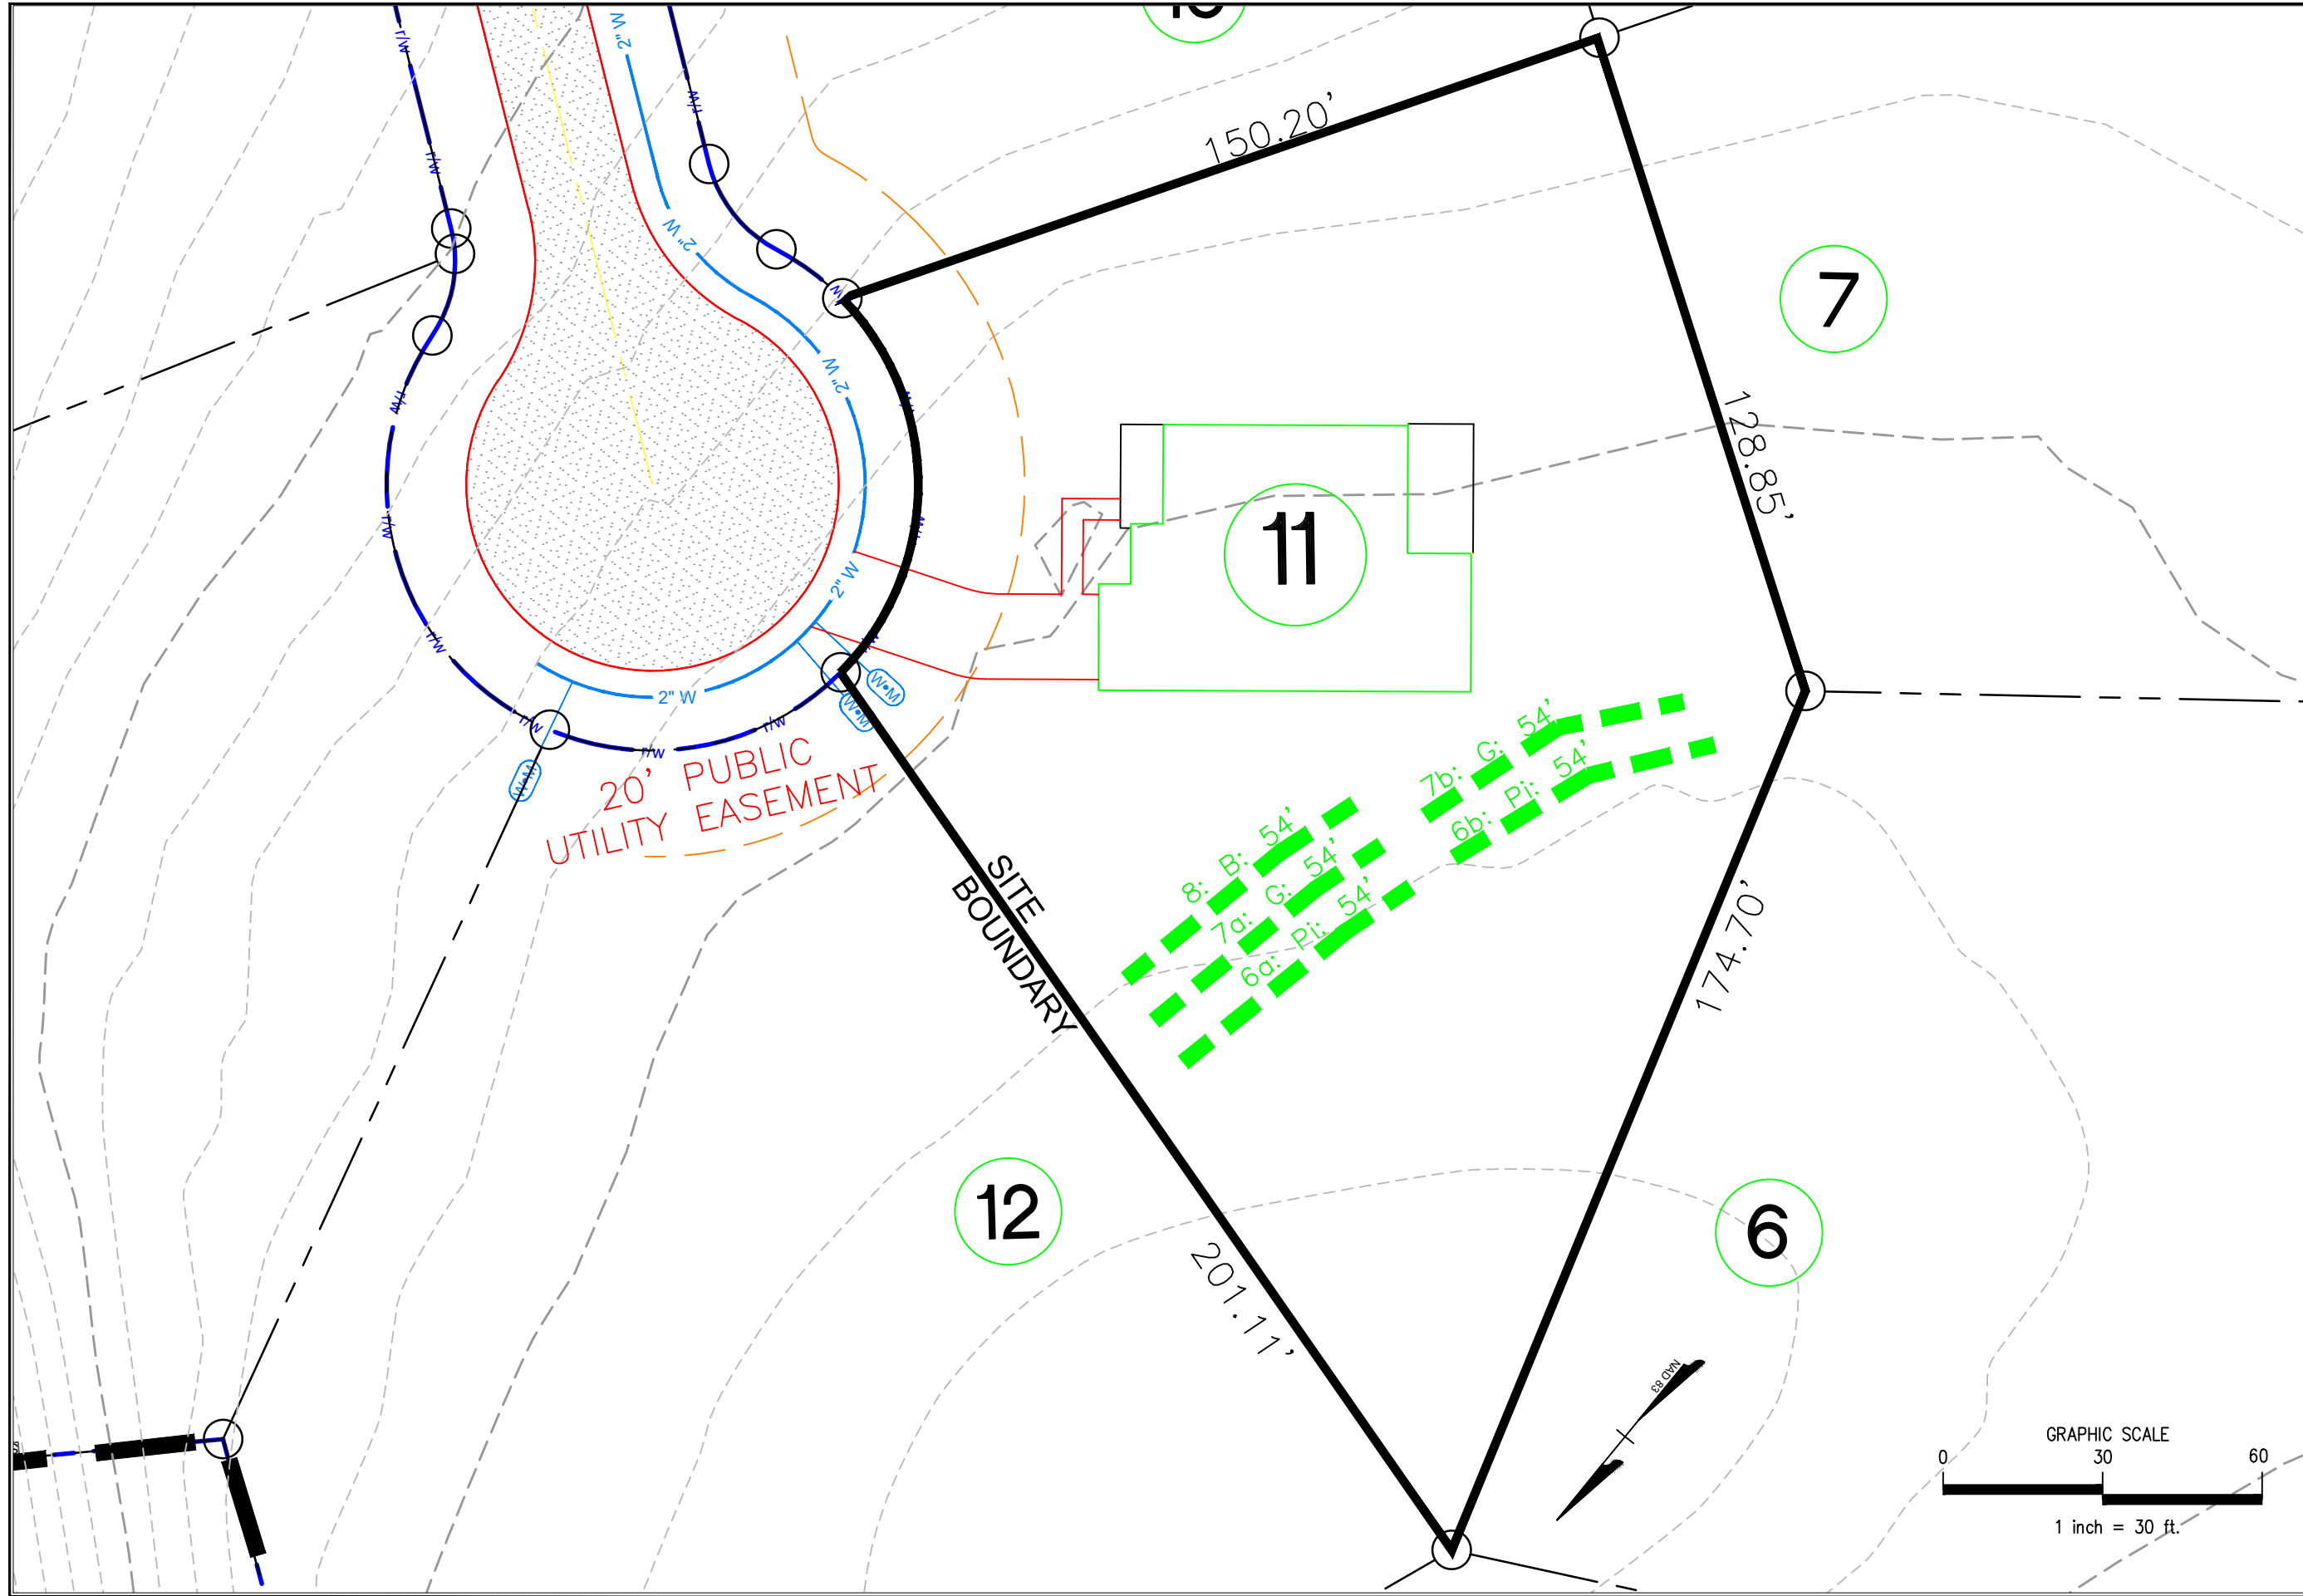 r/w
2" W
r/w
r/w
2" W
150.20'
7
r/w
2" W
r/w
128.85'
11
r/w
r/w
2" W
r/w
r/w
W•M
W•M
2" W
r/w
r/w
r/w
W•M
20' PUBLIC
UTILITY EASEMENT
7b: G: 54'
6b: Pi: 54'
8: B: 54'
7a: G: 54'
6a: Pi: 54'
SITE
BOUNDARY
174.70'
12
6
201.11'
NAD 83
GRAPHIC SCALE
0 30 60
1 inch = 30 ft.